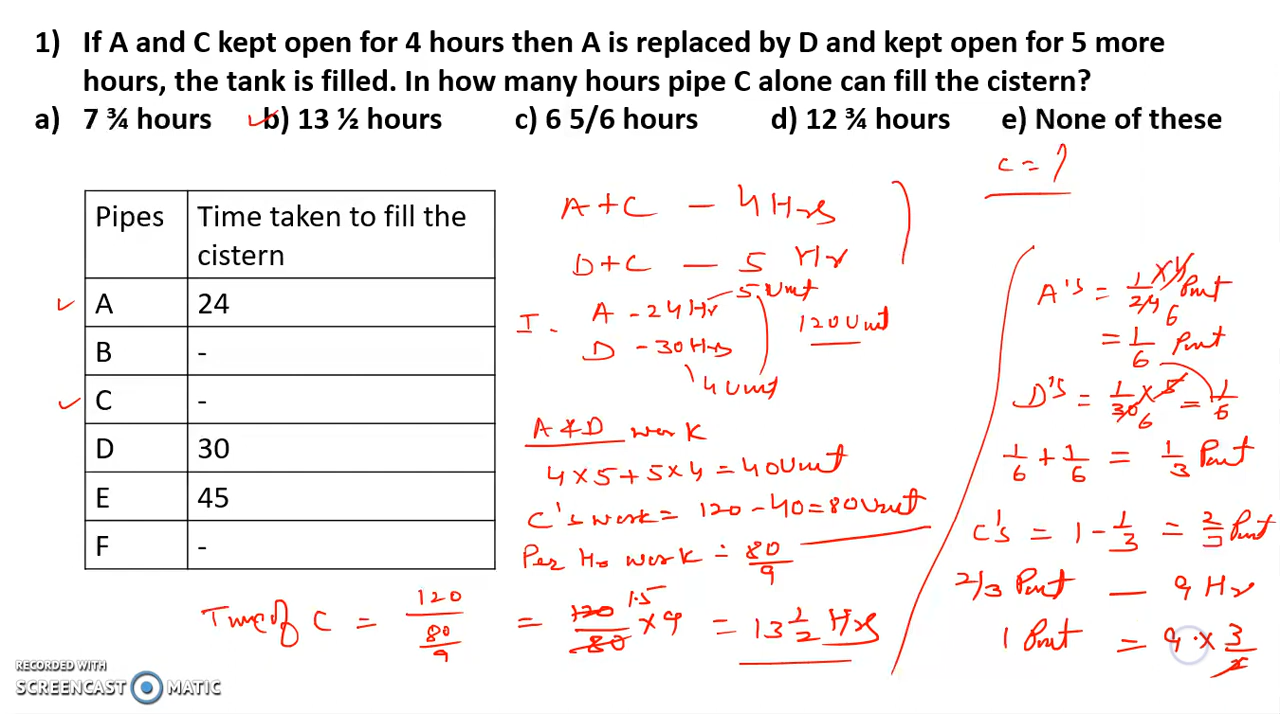 1) If A and C kept open for 4 hours then A is replaced by D and kept open for 5 more
hours, the tank is filled. In how many hours pipe C alone can fill the cistern?
a) 7 ¾ hours b) 13 ½ hours c) 6 5/6 hours d) 12 ¾ hours e) None of these
C = ?
Pipes Time taken to fill the
cistern
A 24
B -
C -
D 30
E 45
F -
A+C - 4 Hrs
D+C - 5 Hr
I. A - 24 Hr 5 Unit
D - 30 Hrs 120 Unit
4 Unit
A & D work
4×5+5×4=40 Unit
C's work = 120-40=80 Unit
Per Hr work = 80/9
Time of C = 120/(80/9) = 120/80 1.5 ×9 = 13 1/2 Hrs
A's = 1/24 6 ×4 Part
= 1/6 Part
D's = 1/30 6 ×5 = 1/6
1/6 + 1/6 = 1/3 Part
C's = 1 - 1/3 = 2/3 Part
2/3 Part - 9 Hr
1 Part = 9 × 3/2
RECORDED WITH
SCREENCAST MATIC